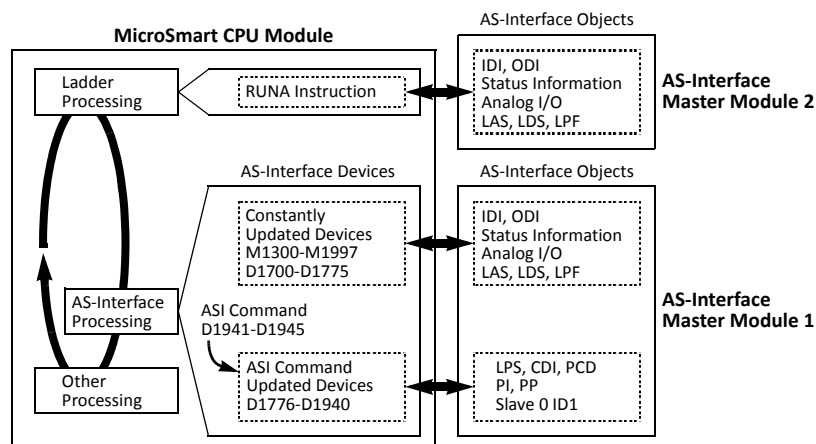 AS-Interface Objects
MicroSmart CPU Module
Ladder
Processing
RUNA Instruction
IDI, ODI
Status Information
Analog I/O
LAS, LDS, LPF
AS-Interface
Master Module 2
AS-Interface Devices
AS-Interface Objects
Constantly
Updated Devices
M1300-M1997
D1700-D1775
IDI, ODI
Status Information
Analog I/O
LAS, LDS, LPF
AS-Interface
Processing
ASI Command
D1941-D1945
AS-Interface
Master Module 1
Other
Processing
ASI Command
Updated Devices
D1776-D1940
LPS, CDI, PCD
PI, PP
Slave 0 ID1